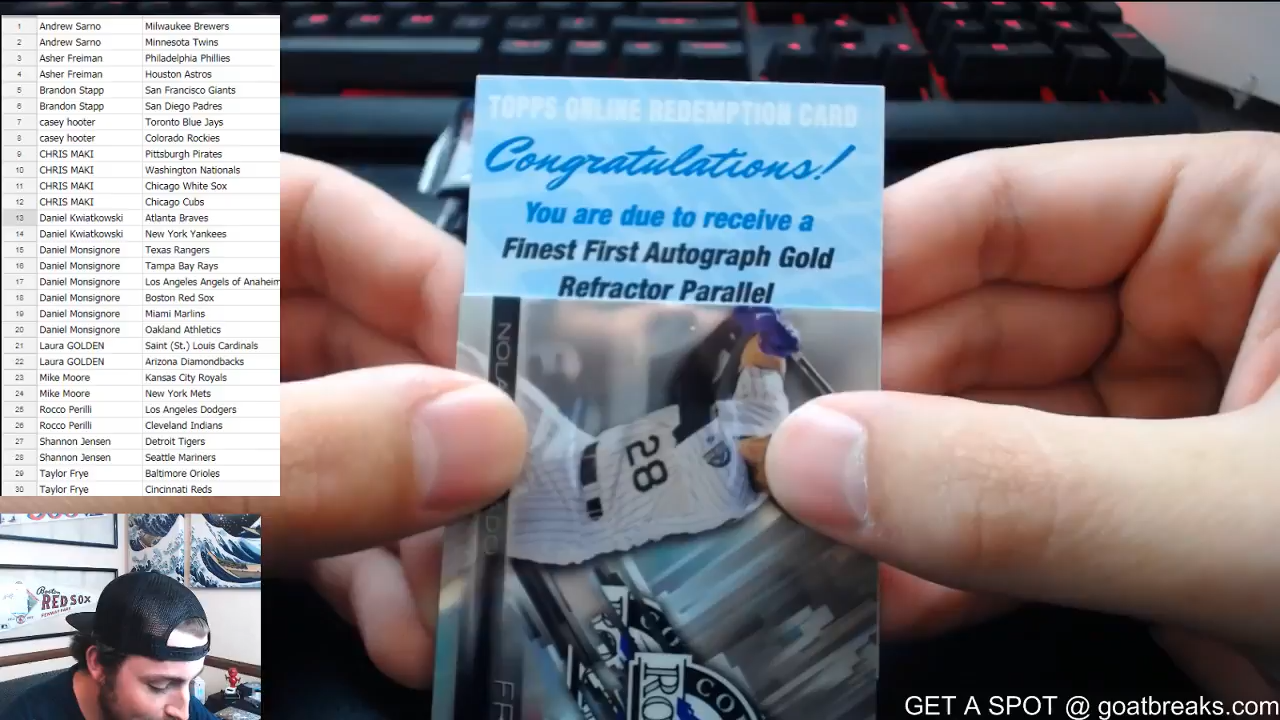 1 Andrew Sarno Milwaukee Brewers
2 Andrew Sarno Minnesota Twins
3 Asher Freiman Philadelphia Phillies
4 Asher Freiman Houston Astros
5 Brandon Stapp San Francisco Giants
6 Brandon Stapp San Diego Padres
7 casey hooter Toronto Blue Jays
8 casey hooter Colorado Rockies
9 CHRIS MAKI Pittsburgh Pirates
10 CHRIS MAKI Washington Nationals
11 CHRIS MAKI Chicago White Sox
12 CHRIS MAKI Chicago Cubs
13 Daniel Kwiatkowski Atlanta Braves
14 Daniel Kwiatkowski New York Yankees
15 Daniel Monsignore Texas Rangers
16 Daniel Monsignore Tampa Bay Rays
17 Daniel Monsignore Los Angeles Angels of Anaheim
18 Daniel Monsignore Boston Red Sox
19 Daniel Monsignore Miami Marlins
20 Daniel Monsignore Oakland Athletics
21 Laura GOLDEN Saint (St.) Louis Cardinals
22 Laura GOLDEN Arizona Diamondbacks
23 Mike Moore Kansas City Royals
24 Mike Moore New York Mets
25 Rocco Perilli Los Angeles Dodgers
26 Rocco Perilli Cleveland Indians
27 Shannon Jensen Detroit Tigers
28 Shannon Jensen Seattle Mariners
29 Taylor Frye Baltimore Orioles
30 Taylor Frye Cincinnati Reds
TOPPS ONLINE REDEMPTION CARD
Congratulations!
You are due to receive a
Finest First Autograph Gold
Refractor Parallel
28
Boston
RED SOX
GET A SPOT @ goatbreaks.com